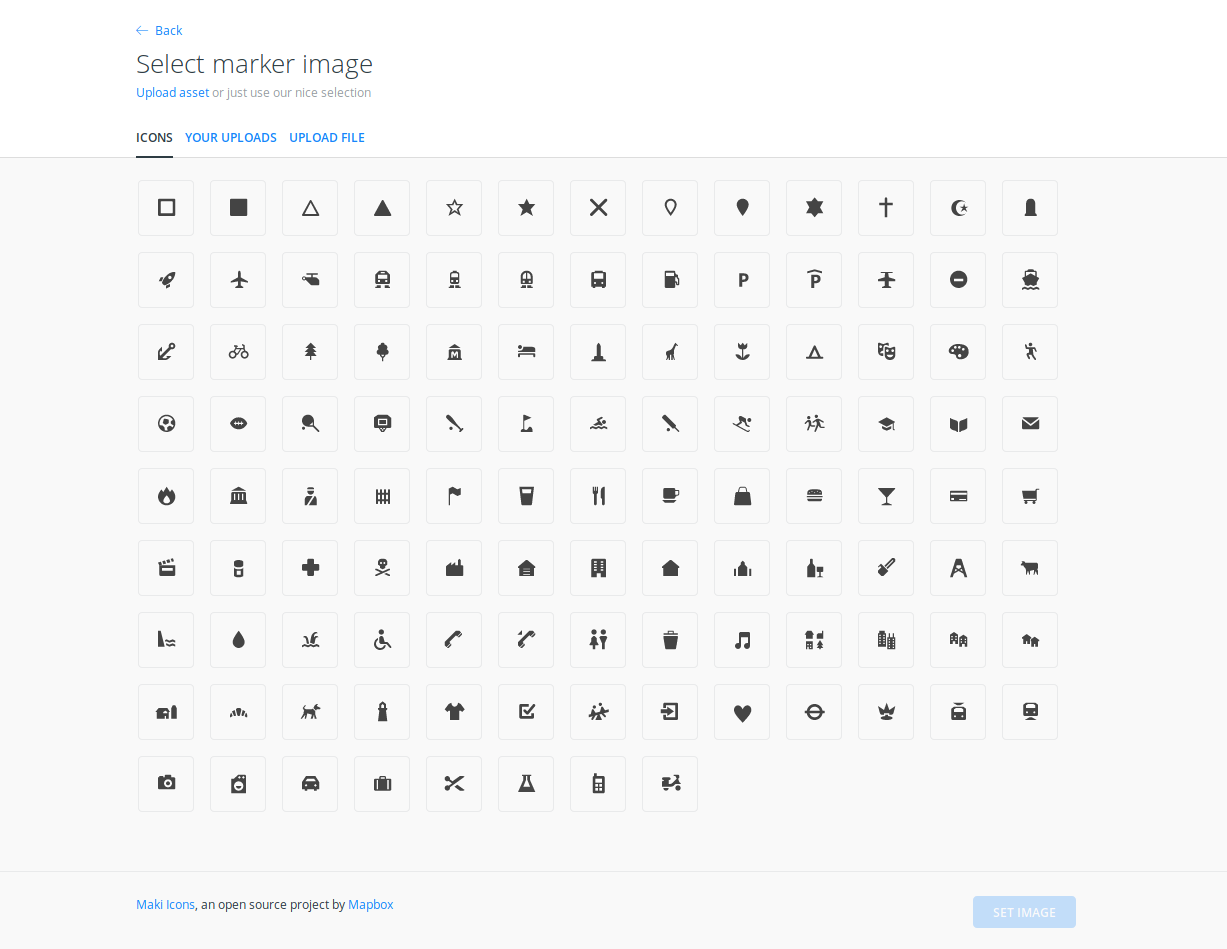 Back
Select marker image
Upload asset or just use our nice selection
ICONS YOUR UPLOADS UPLOAD FILE
P P
M
Maki Icons, an open source project by Mapbox
SET IMAGE